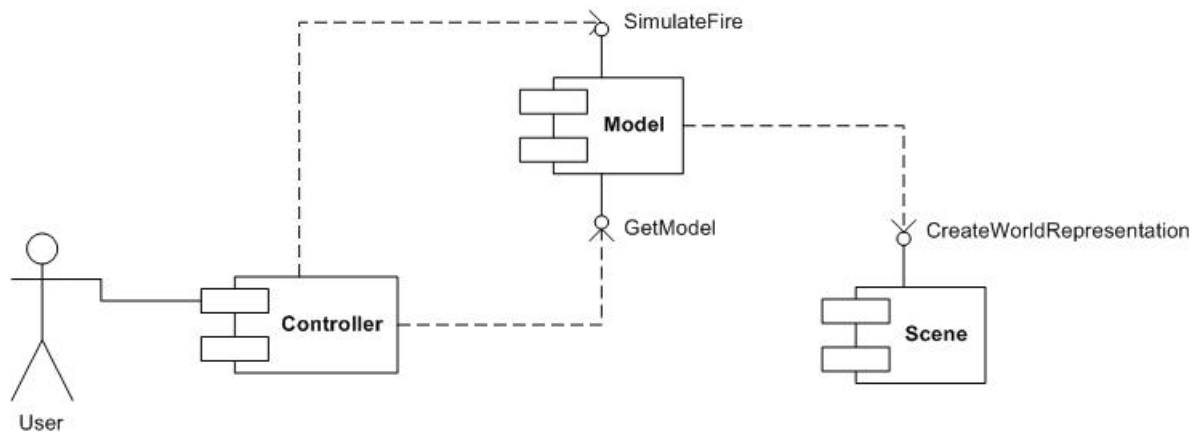 SimulateFire
Model
GetModel
CreateWorldRepresentation
Controller
Scene
User